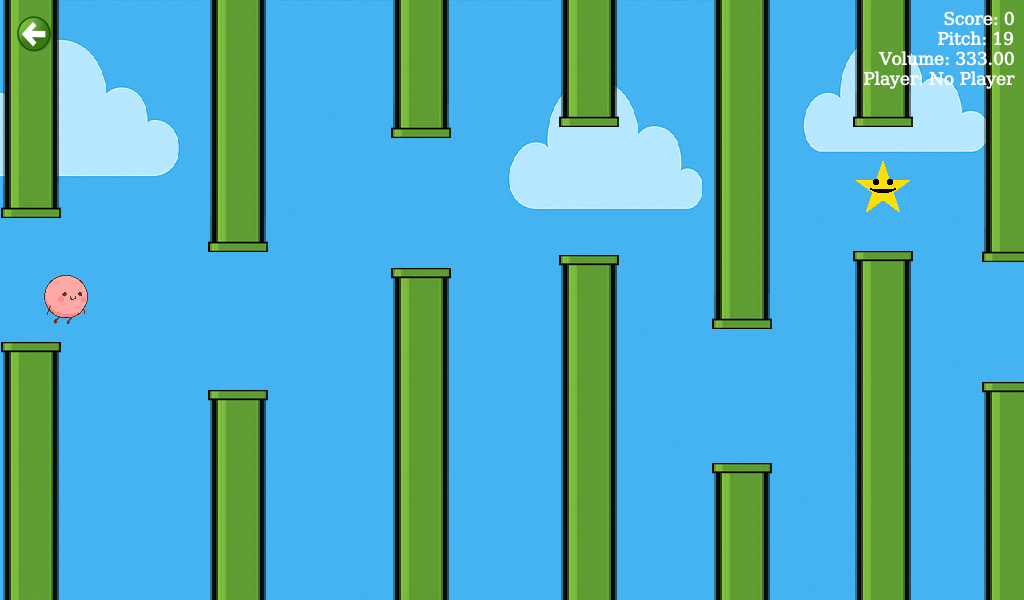 Score: 0
Pitch: 19
Volume: 333.00
Player: No Player